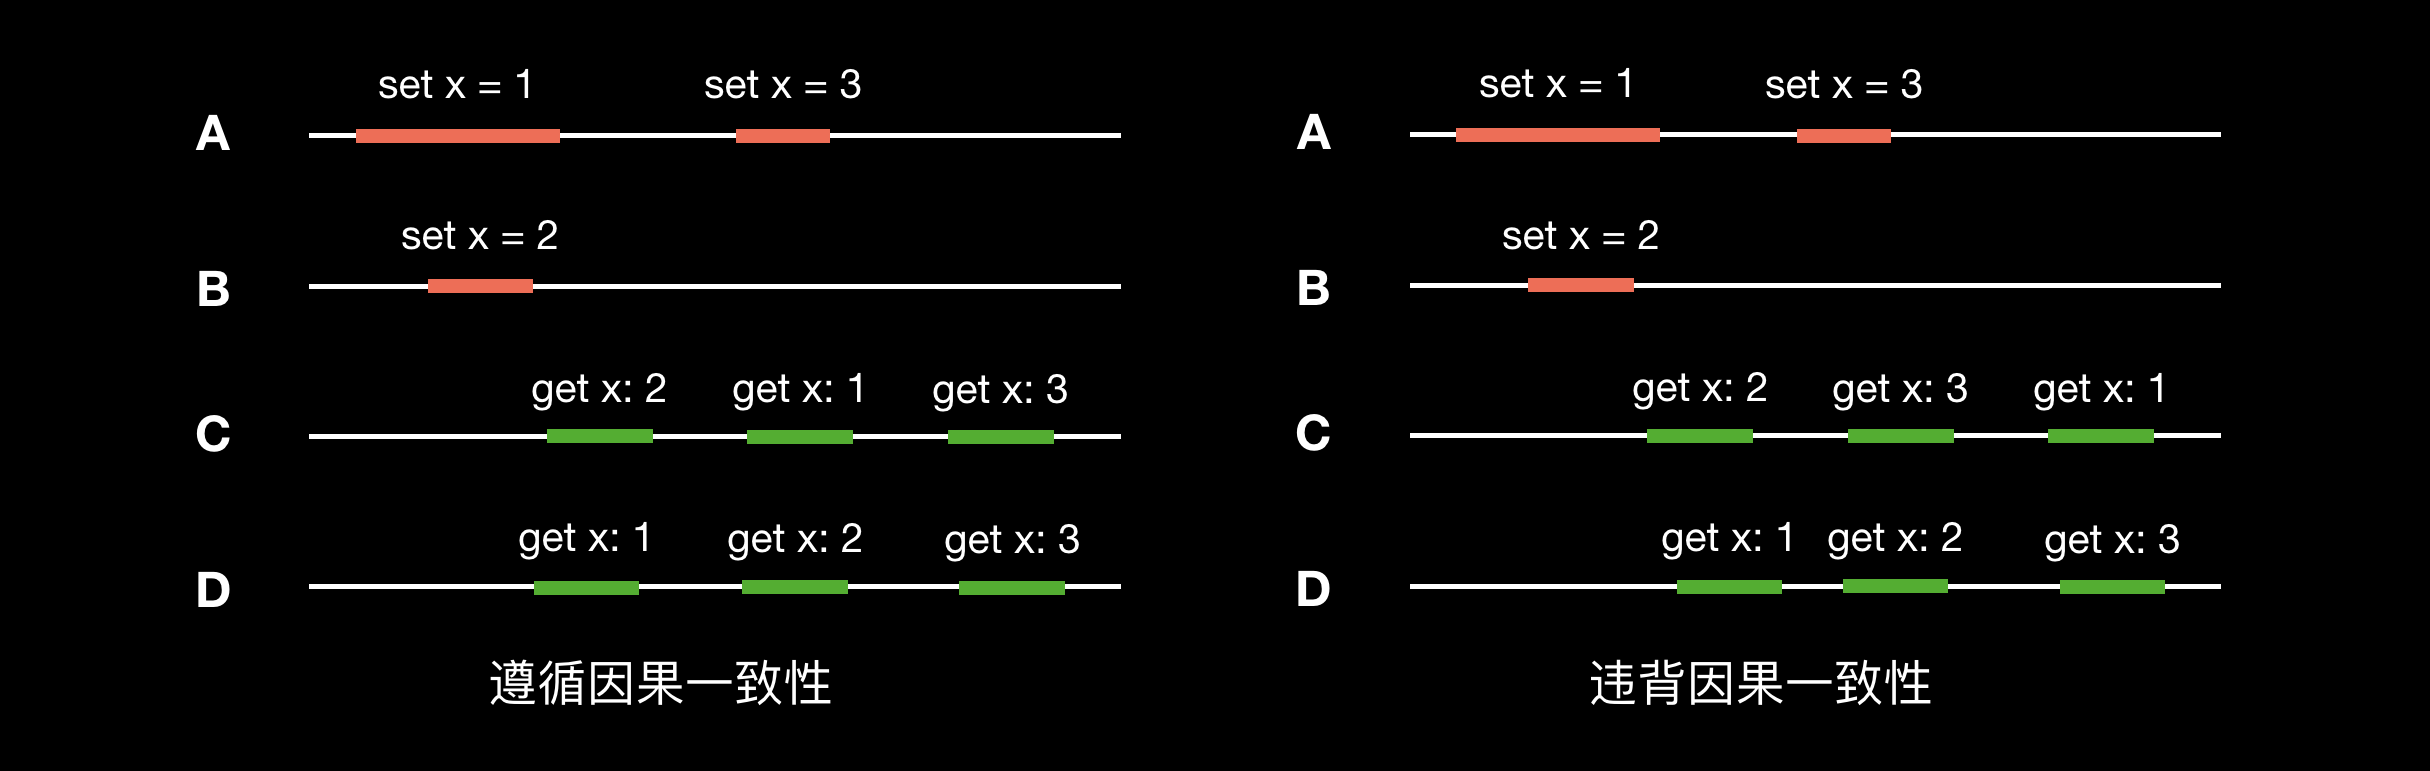 set x = 1
set x = 3
A
set x = 2
B
get x: 2
get x: 1
get x: 3
C
get x: 1
get x: 2
get x: 3
D
遵循因果一致性
set x = 1
set x = 3
A
set x = 2
B
get x: 2
get x: 3
get x: 1
C
get x: 1
get x: 2
get x: 3
D
违背因果一致性